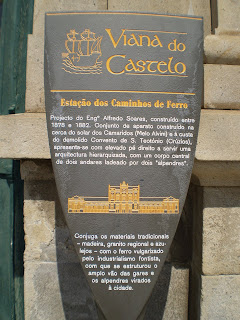 Viana do
Castelo
Estação dos Caminhos de Ferro
Projecto do Engº Alfredo Soares, construído entre
1878 e 1882. Conjunto de aparato construído na
cerca do solar dos Camaridos (Melo Alvim) e à custa
do demolido Convento de S. Teotónio (Crúzios),
apresenta-se com elevado pé direito a servir uma
arquitectura hierarquizada, com um corpo central
de dois andares ladeado por dois "alpendres".
Conjuga os materiais tradicionais
– madeira, granito regional e azu-
lejos – com o ferro vulgarizado
pelo industrialismo fontista,
com que se estruturou o
amplo vão das gares e
os alpendres virados
à cidade.